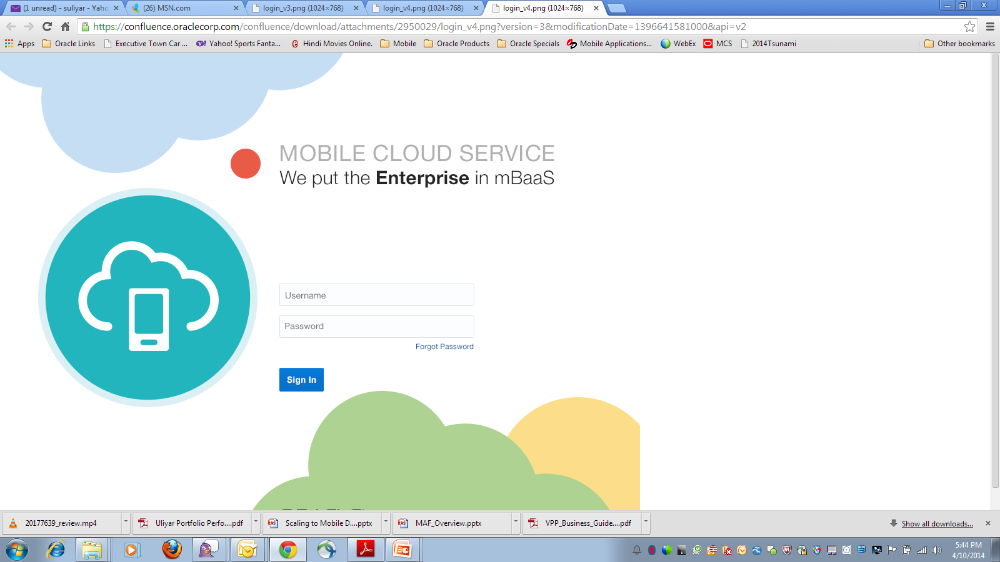 (1 unread) - suliyar - Yaho
(26) MSN.com
login_v3.png (1024×768)
login_v4.png (1024×768)
login_v4.png (1024×768)
https://confluence.oraclecorp.com/confluence/download/attachments/2950029/login_v4.png?version=3&modificationDate=1396641581000&api=v2
Apps
Oracle Links
Executive Town Car ...
Yahoo! Sports Fanta...
Hindi Movies Online.
Mobile
Oracle Products
Oracle Specials
Mobile Applications...
WebEx
MCS
2014Tsunami
Other bookmarks
MOBILE CLOUD SERVICE
We put the Enterprise in mBaaS
Username
Password
Forgot Password
Sign In
20177639_review.mp4
Uliyar Portfolio Perfo....pdf
Scaling to Mobile D....pptx
MAF_Overview.pptx
VPP_Business_Guide....pdf
Show all downloads...
5:44 PM
4/10/2014